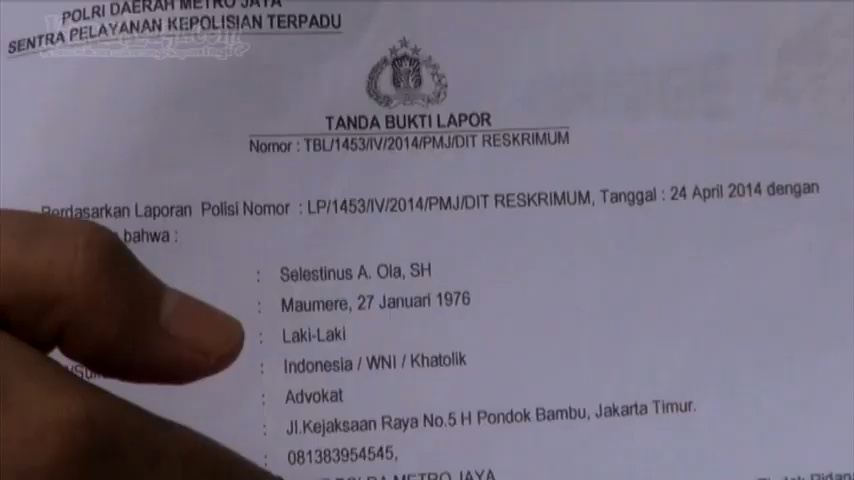 POLRI DAERAH METRO JAYA
SENTRA PELAYANAN KEPOLISIAN TERPADU
TANDA BUKTI LAPOR
Nomor : TBL/1453/IV/2014/PMJ/DIT RESKRIMUM
Berdasarkan Laporan Polisi Nomor : LP/1453/IV/2014/PMJ/DIT RESKRIMUM, Tanggal : 24 April 2014 dengan
bahwa :
: Selestinus A. Ola, SH
: Maumere, 27 Januari 1976
: Laki-Laki
: Indonesia / WNI / Khatolik
: Advokat
: Jl.Kejaksaan Raya No.5 H Pondok Bambu, Jakarta Timur.
: 081383954545,
METRO JAYA